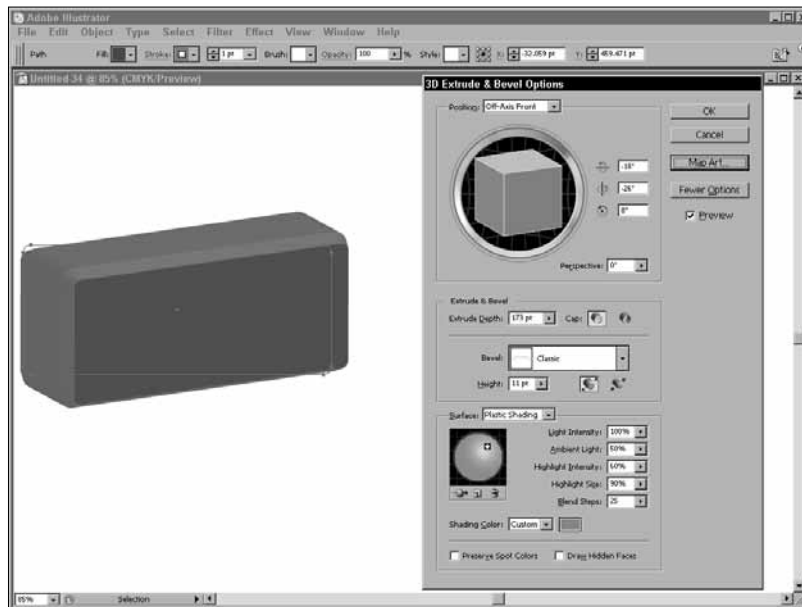 Adobe Illustrator
File Edit Object Type Select Filter Effect View Window Help
Path Fill: Stroke: 1 pt Brush: Opacity: 100 % Style: X: -32.059 pt Y: 459.471 pt
Untitled 34 @ 85% (CMYK/Preview)
3D Extrude & Bevel Options
Position: Off-Axis Front
OK
Cancel
Map Art...
Fewer Options
Preview
-18°
-26°
8°
Perspective: 0°
Extrude & Bevel
Extrude Depth: 173 pt Cap:
Bevel: Classic
Height: 11 pt
Surface: Plastic Shading
Light Intensity: 100%
Ambient Light: 50%
Highlight Intensity: 60%
Highlight Size: 90%
Blend Steps: 25
Shading Color: Custom
Preserve Spot Colors Draw Hidden Faces
85% Selection